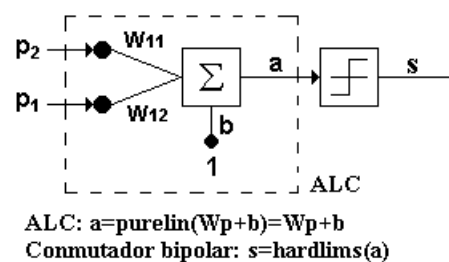 p2
W11
p1
W12
Σ
a
s
b
1
ALC
ALC: a=purelin(Wp+b)=Wp+b
Conmutador bipolar: s=hardlims(a)